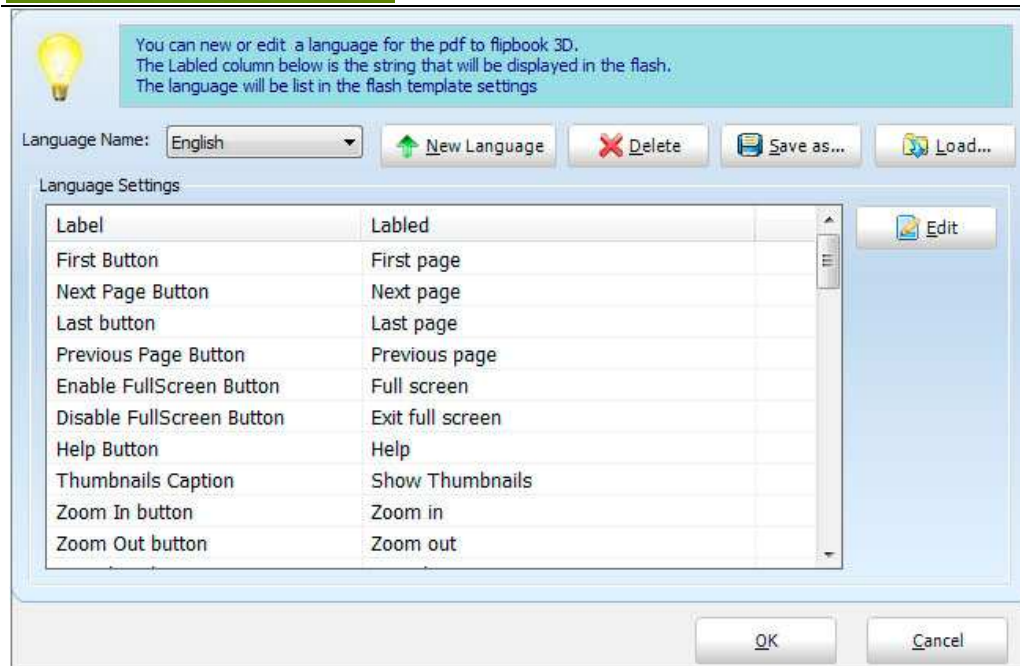 You can new or edit a language for the pdf to flipbook 3D.
The Labled column below is the string that will be displayed in the flash.
The language will be list in the flash template settings
Language Name: English New Language Delete Save as... Load...
Language Settings
Label Labled Edit
First Button First page
Next Page Button Next page
Last button Last page
Previous Page Button Previous page
Enable FullScreen Button Full screen
Disable FullScreen Button Exit full screen
Help Button Help
Thumbnails Caption Show Thumbnails
Zoom In button Zoom in
Zoom Out button Zoom out
OK Cancel